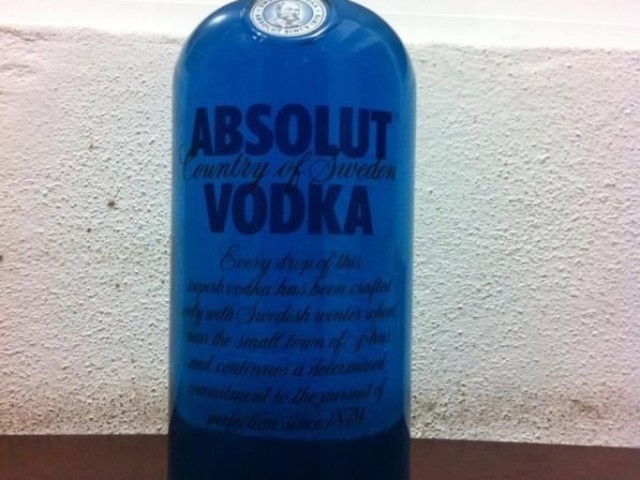 ABSOLUT
Country of Sweden
VODKA
Every drop of this
superb vodka has been crafted
only with Swedish winter wheat
near the small town of Åhus
and contenries a determined
commitment to the pursuit of
perfection since 1879.